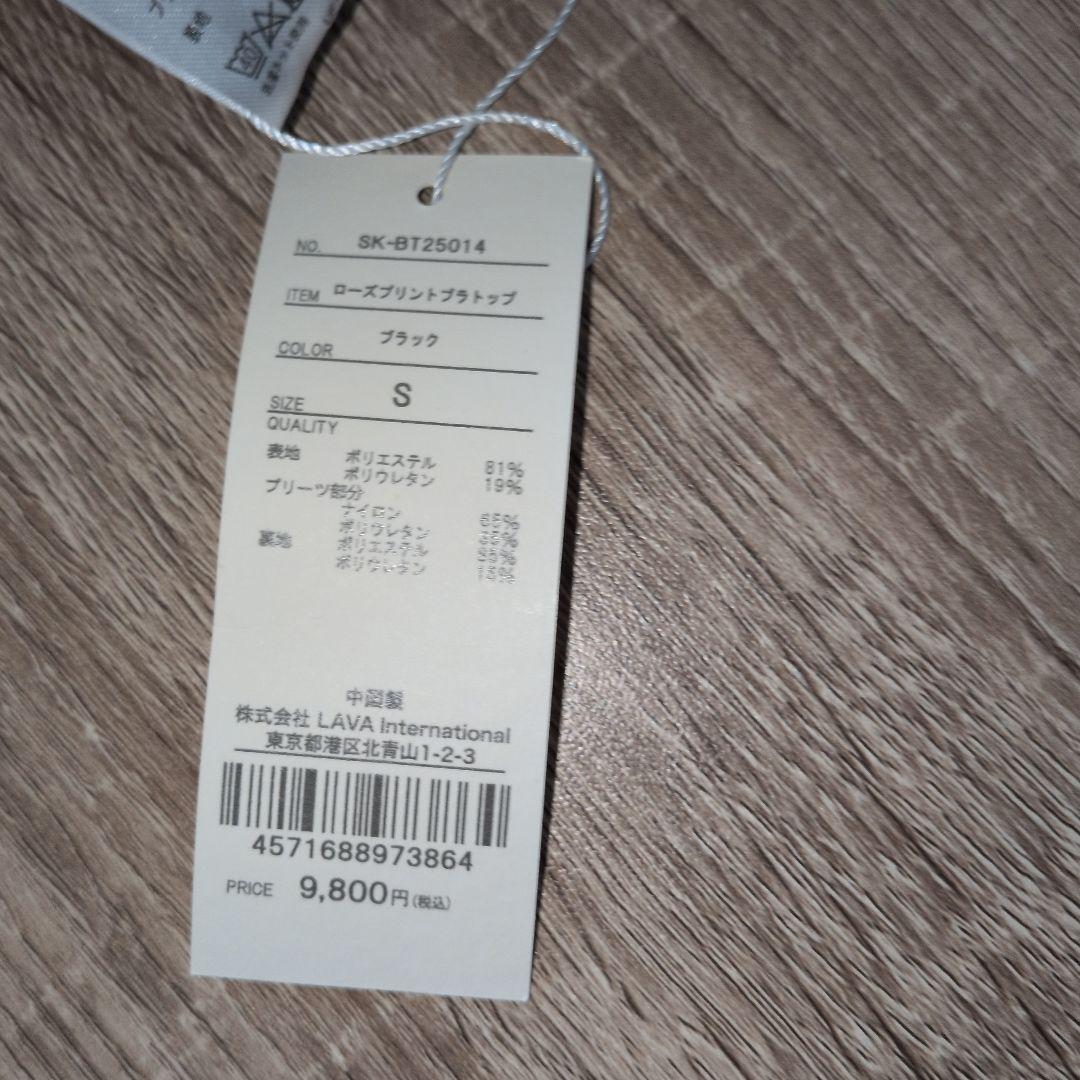 裏地
40
NO. SK-BT25014
ITEM ローズプリントブラトップ
COLOR ブラック
SIZE S
QUALITY
表地 ポリエステル 81%
ポリウレタン 19%
プリーツ部分
ナイロン 65%
ポリウレタン 35%
裏地 ポリエステル
ポリウレタン
中国製
株式会社 LAVA International
東京都港区北青山1-2-3
4571688973864
PRICE 9,800円(税込)